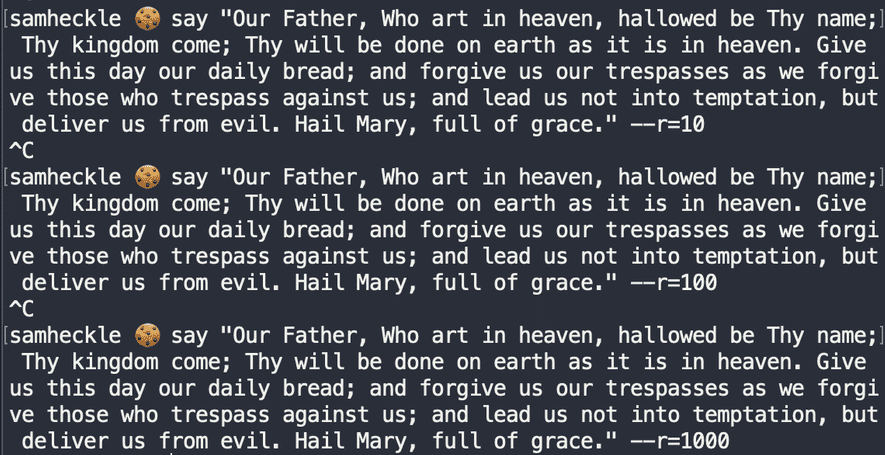 [samheckle 🍪 say "Our Father, Who art in heaven, hallowed be Thy name;]
Thy kingdom come; Thy will be done on earth as it is in heaven. Give
us this day our daily bread; and forgive us our trespasses as we forgi
ve those who trespass against us; and lead us not into temptation, but
deliver us from evil. Hail Mary, full of grace." --r=10
^C
[samheckle 🍪 say "Our Father, Who art in heaven, hallowed be Thy name;]
Thy kingdom come; Thy will be done on earth as it is in heaven. Give
us this day our daily bread; and forgive us our trespasses as we forgi
ve those who trespass against us; and lead us not into temptation, but
deliver us from evil. Hail Mary, full of grace." --r=100
^C
[samheckle 🍪 say "Our Father, Who art in heaven, hallowed be Thy name;]
Thy kingdom come; Thy will be done on earth as it is in heaven. Give
us this day our daily bread; and forgive us our trespasses as we forgi
ve those who trespass against us; and lead us not into temptation, but
deliver us from evil. Hail Mary, full of grace." --r=1000